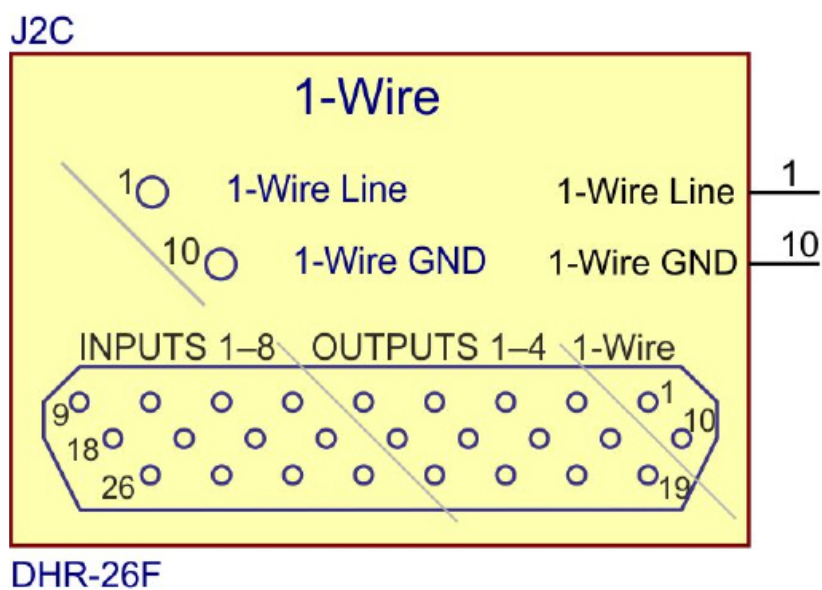 J2C
1-Wire
1 1-Wire Line 1-Wire Line 1
10 1-Wire GND 1-Wire GND 10
INPUTS 1–8 OUTPUTS 1–4 1-Wire
9 1
18 10
26 19
DHR-26F